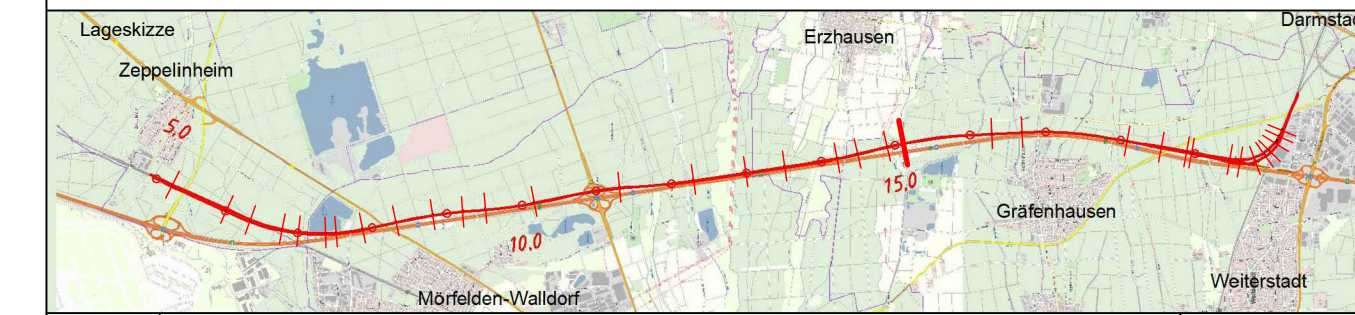 Lageskizze
Darmstad
Erzhausen
Zeppelinheim
5,0
15,0
Gräfenhausen
10,0
Weiterstadt
Mörfelden-Walldorf